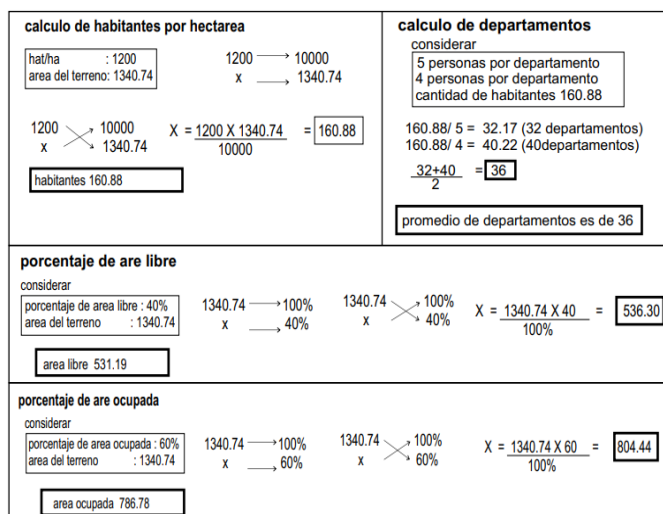 calculo de habitantes por hectarea
hat/ha : 1200
area del terreno: 1340.74
1200 10000
x 1340.74
1200 10000
x 1340.74
X = 1200 X 1340.74 = 160.88
10000
habitantes 160.88
calculo de departamentos
considerar
5 personas por departamento
4 personas por departamento
cantidad de habitantes 160.88
160.88/ 5 = 32.17 (32 departamentos)
160.88/ 4 = 40.22 (40departamentos)
32+40 = 36
2
promedio de departamentos es de 36
porcentaje de are libre
considerar
porcentaje de area libre : 40%
area del terreno : 1340.74
1340.74 100%
x 40%
1340.74 100%
x 40%
X = 1340.74 X 40 = 536.30
100%
area libre 531.19
porcentaje de are ocupada
considerar
porcentaje de area ocupada : 60%
area del terreno : 1340.74
1340.74 100%
x 60%
1340.74 100%
x 60%
X = 1340.74 X 60 = 804.44
100%
area ocupada 786.78